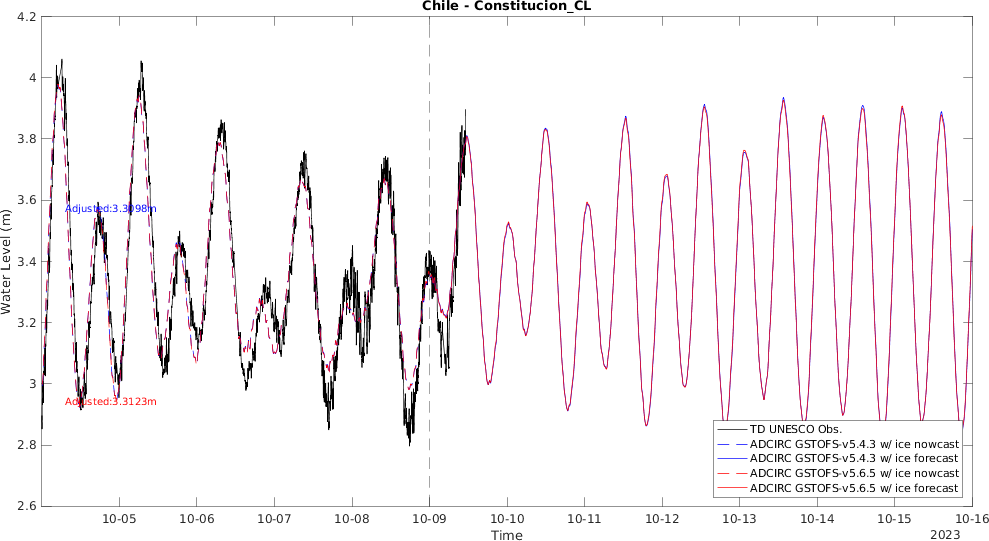 Chile - Constitucion_CL
4.2
4
3.8
3.6
3.4
3.2
3
2.8
2.6
Water Level (m)
Adjusted:3.3098m
Adjusted:3.3123m
TD UNESCO Obs.
ADCIRC GSTOFS-v5.4.3 w/ ice nowcast
ADCIRC GSTOFS-v5.4.3 w/ ice forecast
ADCIRC GSTOFS-v5.6.5 w/ ice nowcast
ADCIRC GSTOFS-v5.6.5 w/ ice forecast
10-05 10-06 10-07 10-08 10-09 10-10 10-11 10-12 10-13 10-14 10-15 10-16
Time
2023